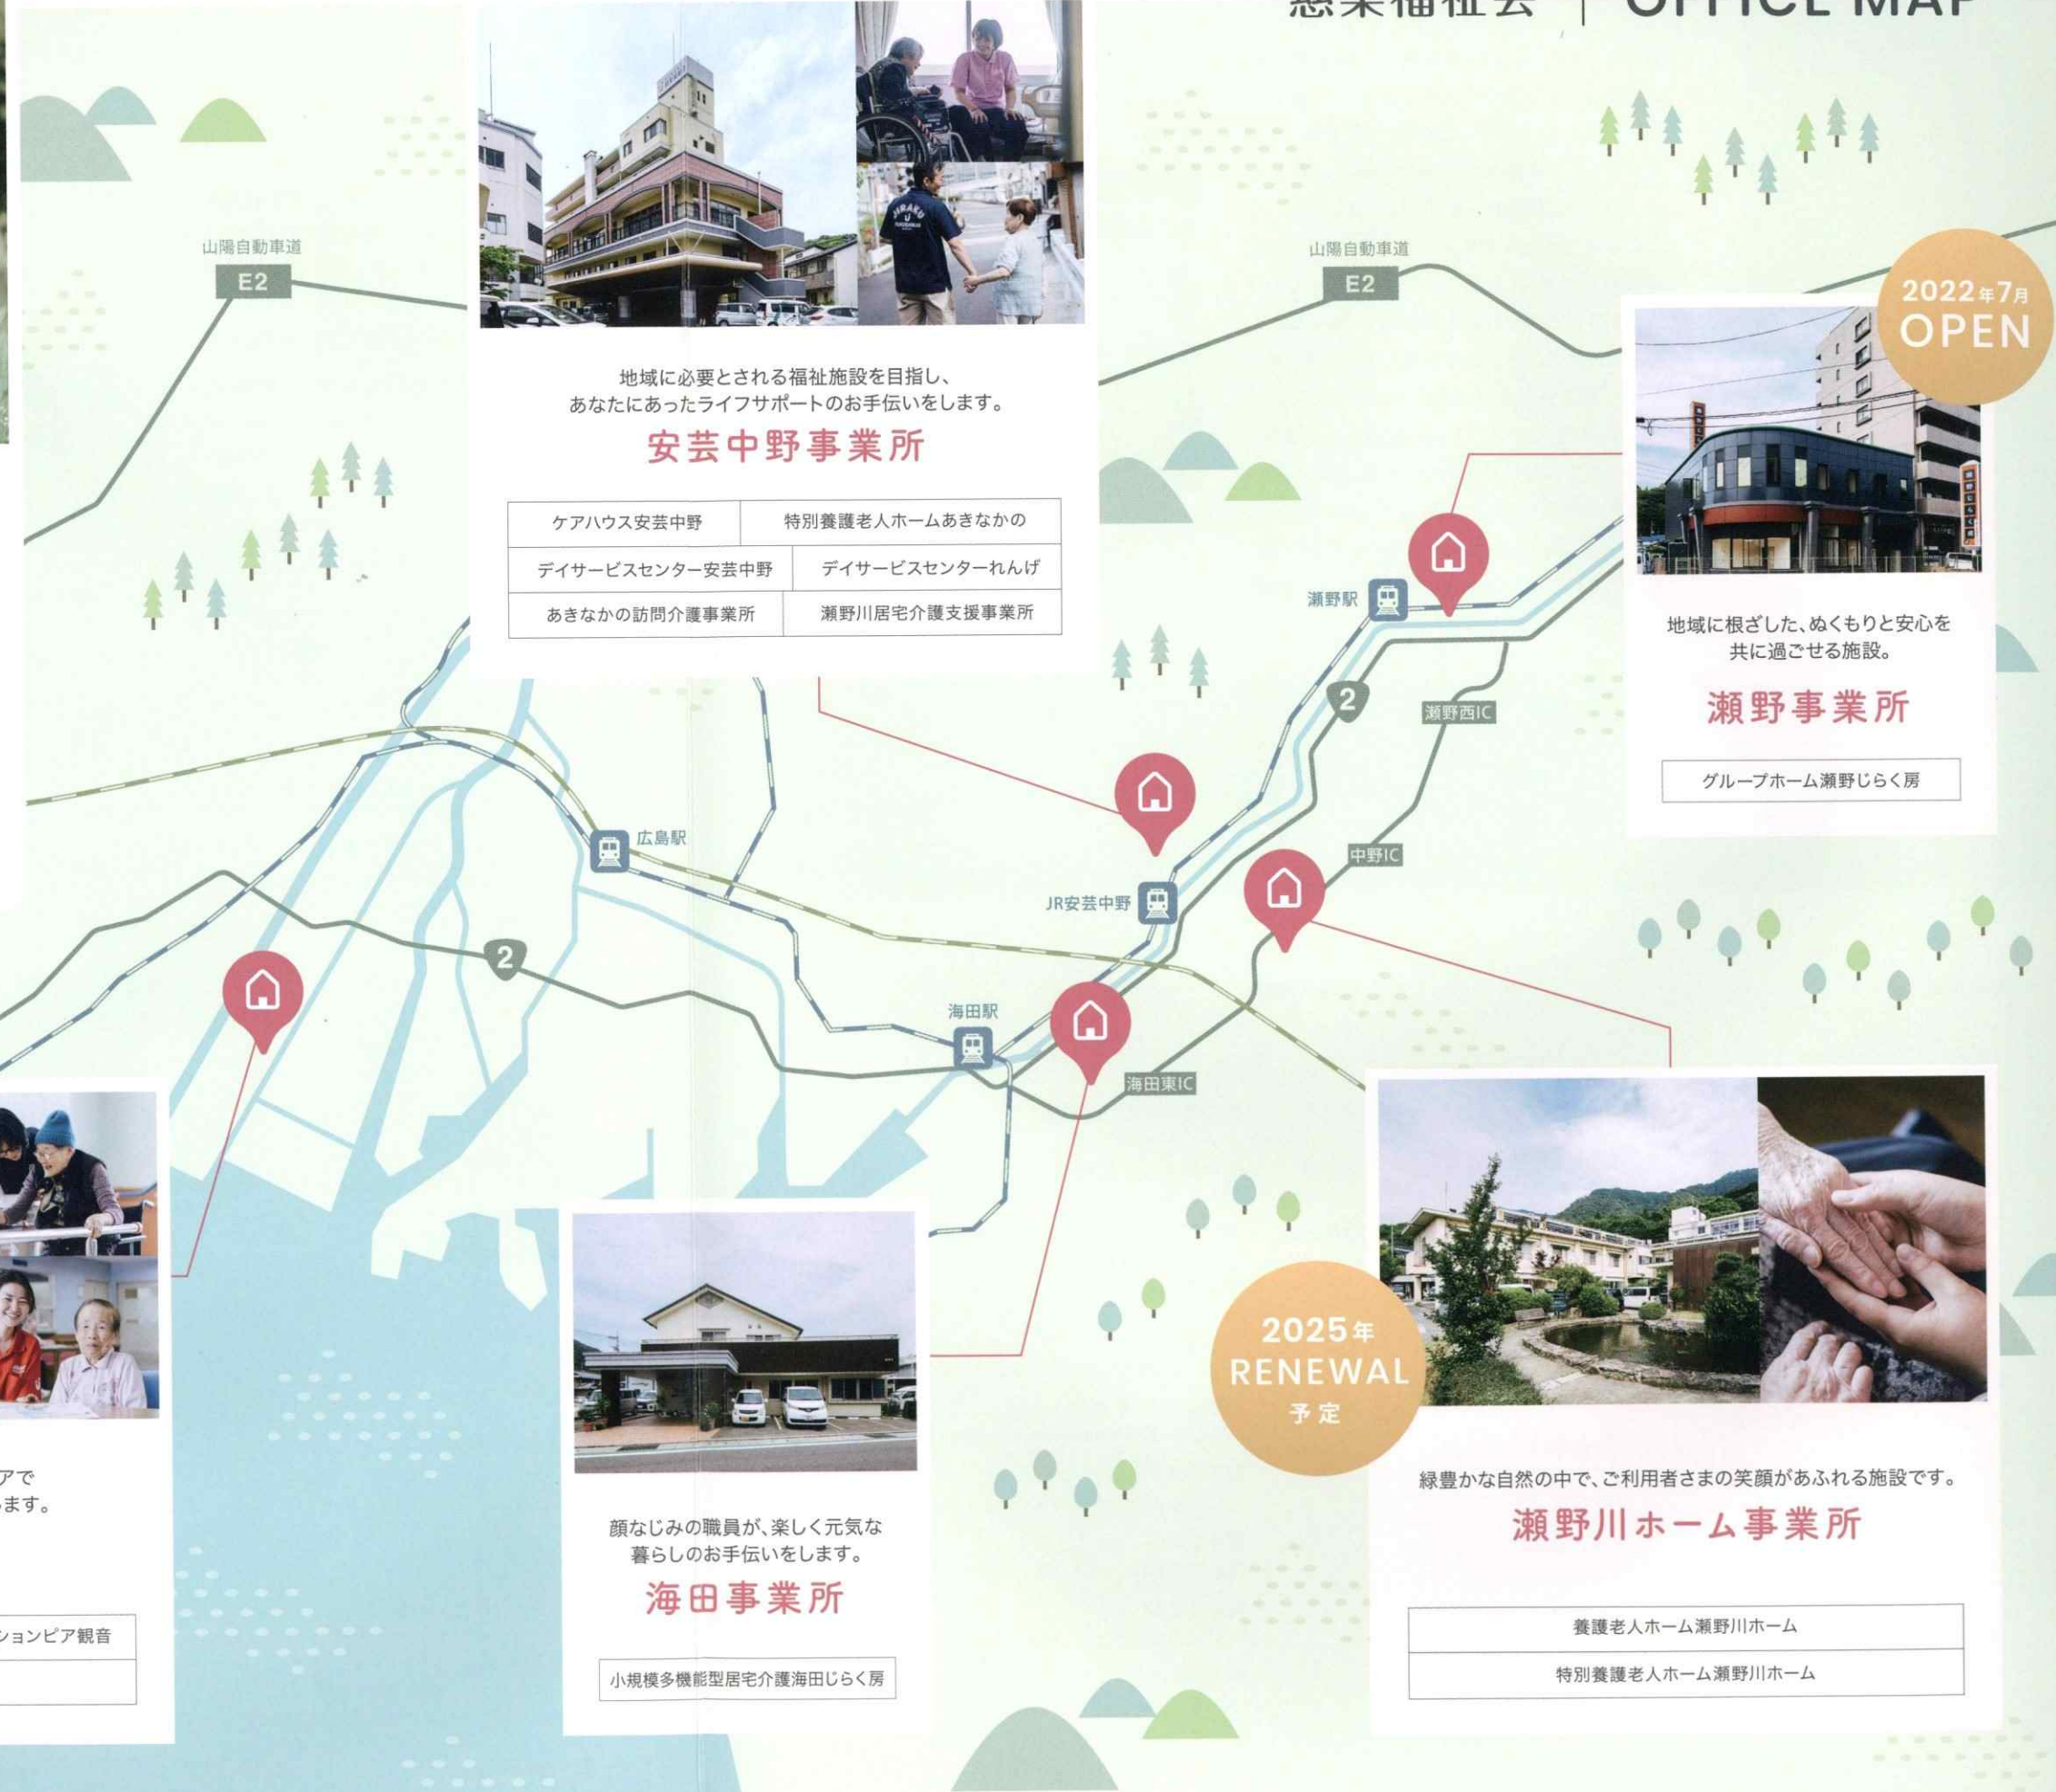 OFFICE MAP
山陽自動車道
E2
地域に必要とされる福祉施設を目指し、
あなたにあったライフサポートのお手伝いをします。
安芸中野事業所
ケアハウス安芸中野
特別養護老人ホームあきなかの
デイサービスセンター安芸中野
デイサービスセンターれんげ
あきなかの訪問介護事業所
瀬野川居宅介護支援事業所
JIRAKU
山陽自動車道
E2
2022年7月
OPEN
地域に根ざした、ぬくもりと安心を
共に過ごせる施設。
瀬野事業所
グループホーム瀬野じらく房
瀬野駅
2
瀬野西IC
中野IC
広島駅
JR安芸中野
2
海田駅
海田東IC
アで
ます。
ションピア観音
顔なじみの職員が、楽しく元気な
暮らしのお手伝いをします。
海田事業所
小規模多機能型居宅介護海田じらく房
2025年
RENEWAL
予定
緑豊かな自然の中で、ご利用者さまの笑顔があふれる施設です。
瀬野川ホーム事業所
養護老人ホーム瀬野川ホーム
特別養護老人ホーム瀬野川ホーム